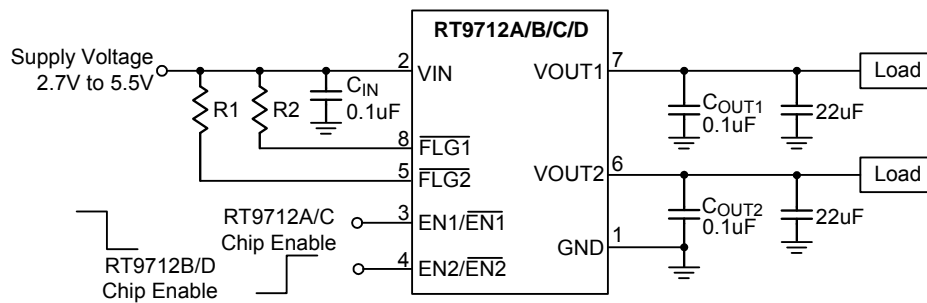 RT9712A/B/C/D
Supply Voltage
2.7V to 5.5V
2
VIN
VOUT1
7
Load
R1
R2
CIN
0.1uF
COUT1
0.1uF
22uF
8
FLG1
5
FLG2
VOUT2
6
Load
RT9712A/C
Chip Enable
3
EN1/EN1
COUT2
0.1uF
22uF
GND
1
4
EN2/EN2
RT9712B/D
Chip Enable